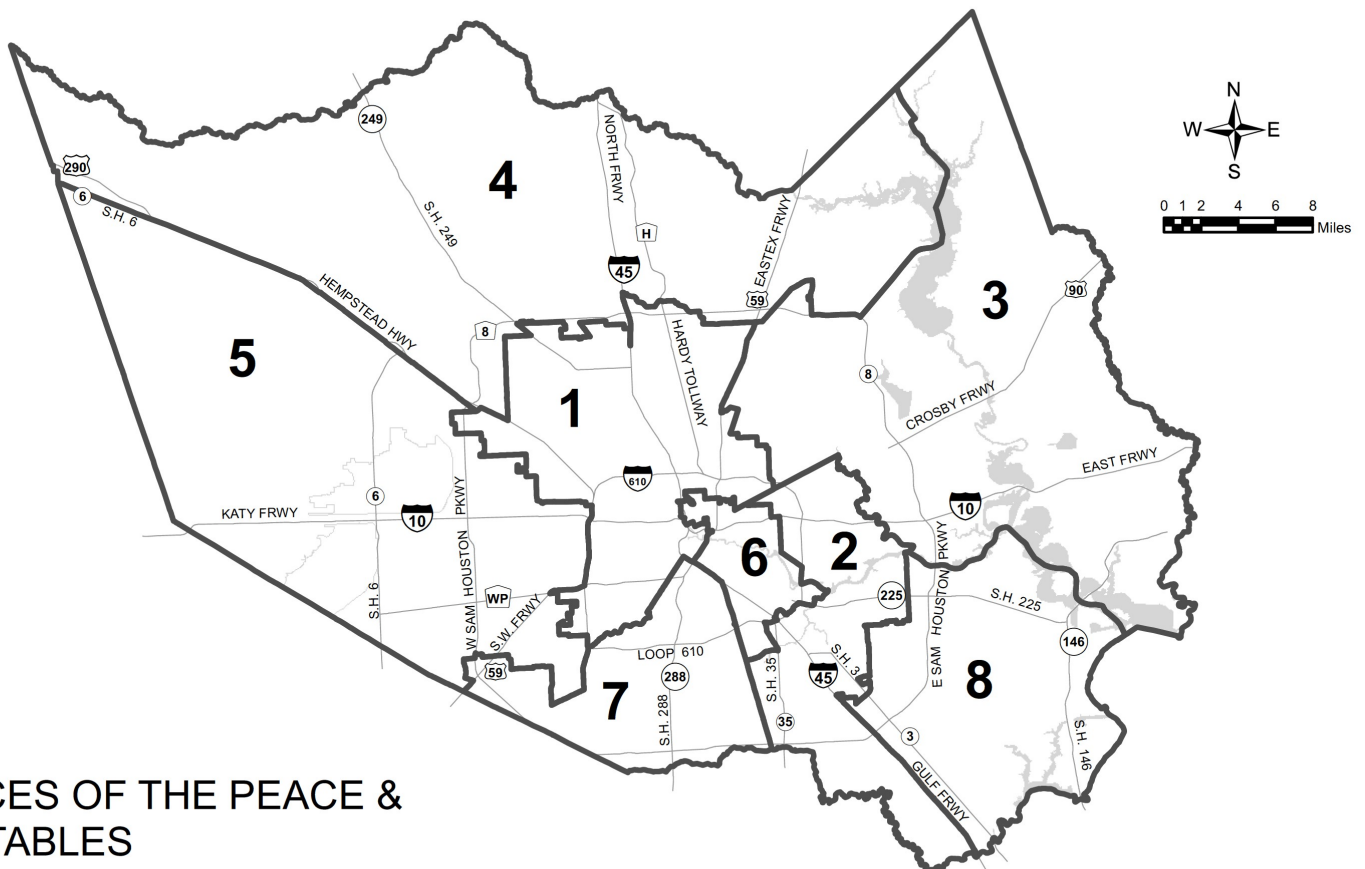 N
W E
S
0 1 2 4 6 8
Miles
249
290
6
S.H. 6
4
NORTH FRWY
S.H. 249
H
45
EASTEX FRWY
59
3
90
HEMPSTEAD HWY
8
5
1
HARDY TOLLWAY
8
CROSBY FRWY
EAST FRWY
610
6
KATY FRWY
10
W SAM HOUSTON PKWY
10
6
2
E SAM HOUSTON PKWY
S.H. 6
WP
S.W. FRWY
225
S.H. 225
146
59
LOOP 610
288
7
S.H. 288
S.H. 35
35
45
S.H. 3
3
8
GULF FRWY
S.H. 146
CES OF THE PEACE &
TABLES